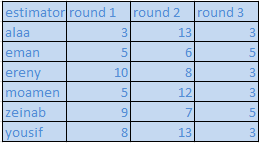 estimator round 1 round 2 round 3
alaa 3 13 3
eman 5 6 5
ereny 10 8 3
moamen 5 12 3
zeinab 9 7 5
yousif 8 13 3